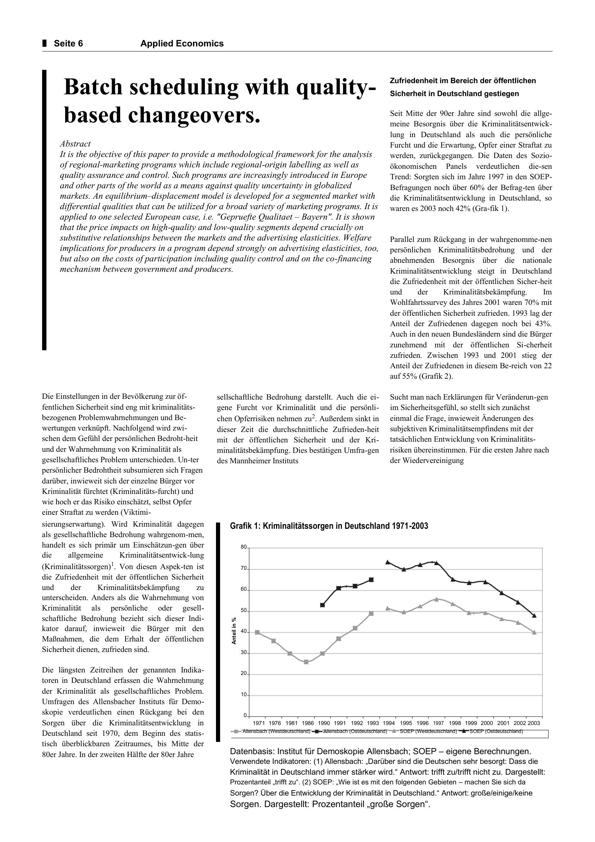 Seite 6
Applied Economics
Batch scheduling with quality-
based changeovers.
Abstract
It is the objective of this paper to provide a methodological framework for the analysis
of regional-marketing programs which include regional-origin labelling as well as
quality assurance and control. Such programs are increasingly introduced in Europe
and other parts of the world as a means against quality uncertainty in globalized
markets. An equilibrium–displacement model is developed for a segmented market with
differential qualities that can be utilized for a broad variety of marketing programs. It is
applied to one selected European case, i.e. "Gepruefte Qualitaet – Bayern". It is shown
that the price impacts on high-quality and low-quality segments depend crucially on
substitutive relationships between the markets and the advertising elasticities. Welfare
implications for producers in a program depend strongly on advertising elasticities, too,
but also on the costs of participation including quality control and on the co-financing
mechanism between government and producers.
Zufriedenheit im Bereich der öffentlichen
Sicherheit in Deutschland gestiegen
Seit Mitte der 90er Jahre sind sowohl die allge-
meine Besorgnis über die Kriminalitätsentwick-
lung in Deutschland als auch die persönliche
Furcht und die Erwartung, Opfer einer Straftat zu
werden, zurückgegangen. Die Daten des Sozio-
ökonomischen Panels verdeutlichen die-sen
Trend: Sorgten sich im Jahre 1997 in den SOEP-
Befragungen noch über 60% der Befrag-ten über
die Kriminalitätsentwicklung in Deutschland, so
waren es 2003 noch 42% (Gra-fik 1).
Parallel zum Rückgang in der wahrgenomme-nen
persönlichen Kriminalitätsbedrohung und der
abnehmenden Besorgnis über die nationale
Kriminalitätsentwicklung steigt in Deutschland
die Zufriedenheit mit der öffentlichen Sicher-heit
und der Kriminalitätsbekämpfung. Im
Wohlfahrtssurvey des Jahres 2001 waren 70% mit
der öffentlichen Sicherheit zufrieden. 1993 lag der
Anteil der Zufriedenen dagegen noch bei 43%.
Auch in den neuen Bundesländern sind die Bürger
zunehmend mit der öffentlichen Si-cherheit
zufrieden. Zwischen 1993 und 2001 stieg der
Anteil der Zufriedenen in diesem Be-reich von 22
auf 55% (Grafik 2).
Die Einstellungen in der Bevölkerung zur öf-
fentlichen Sicherheit sind eng mit kriminalitäts-
bezogenen Problemwahrnehmungen und Be-
wertungen verknüpft. Nachfolgend wird zwi-
schen dem Gefühl der persönlichen Bedroht-heit
und der Wahrnehmung von Kriminalität als
gesellschaftliches Problem unterschieden. Un-ter
persönlicher Bedrohtheit subsumieren sich Fragen
darüber, inwieweit sich der einzelne Bürger vor
Kriminalität fürchtet (Kriminalitäts-furcht) und
wie hoch er das Risiko einschätzt, selbst Opfer
einer Straftat zu werden (Viktimi-
sierungserwartung). Wird Kriminalität dagegen
als gesellschaftliche Bedrohung wahrgenom-men,
handelt es sich primär um Einschätzun-gen über
die allgemeine Kriminalitätsentwick-lung
(Kriminalitätssorgen)1. Von diesen Aspek-ten ist
die Zufriedenheit mit der öffentlichen Sicherheit
und der Kriminalitätsbekämpfung zu
unterscheiden. Anders als die Wahrnehmung von
Kriminalität als persönliche oder gesell-
schaftliche Bedrohung bezieht sich dieser Indi-
kator darauf, inwieweit die Bürger mit den
Maßnahmen, die dem Erhalt der öffentlichen
Sicherheit dienen, zufrieden sind.
Die längsten Zeitreihen der genannten Indika-
toren in Deutschland erfassen die Wahrnehmung
der Kriminalität als gesellschaftliches Problem.
Umfragen des Allensbacher Instituts für Demo-
skopie verdeutlichen einen Rückgang bei den
Sorgen über die Kriminalitätsentwicklung in
Deutschland seit 1970, dem Beginn des statis-
tisch überblickbaren Zeitraumes, bis Mitte der
80er Jahre. In der zweiten Hälfte der 80er Jahre
sellschaftliche Bedrohung darstellt. Auch die ei-
gene Furcht vor Kriminalität und die persönli-
chen Opferrisiken nehmen zu2. Außerdem sinkt in
dieser Zeit die durchschnittliche Zufrieden-heit
mit der öffentlichen Sicherheit und der Kri-
minalitätsbekämpfung. Dies bestätigen Umfra-gen
des Mannheimer Instituts
Sucht man nach Erklärungen für Veränderun-gen
im Sicherheitsgefühl, so stellt sich zunächst
einmal die Frage, inwieweit Änderungen des
subjektiven Kriminalitätsempfindens mit der
tatsächlichen Entwicklung von Kriminalitäts-
risiken übereinstimmen. Für die ersten Jahre nach
der Wiedervereinigung
Grafik 1: Kriminalitätssorgen in Deutschland 1971-2003
Anteil in %
80
70
60
50
40
30
20
10
0
1971 1976 1981 1986 1990 1991 1992 1993 1994 1995 1996 1997 1998 1999 2000 2001 2002 2003
Allensbach (Westdeutschland) Allensbach (Ostdeutschland) SOEP (Westdeutschland) SOEP (Ostdeutschland)
Datenbasis: Institut für Demoskopie Allensbach; SOEP – eigene Berechnungen.
Verwendete Indikatoren: (1) Allensbach: „Darüber sind die Deutschen sehr besorgt: Dass die
Kriminalität in Deutschland immer stärker wird.“ Antwort: trifft zu/trifft nicht zu. Dargestellt:
Prozentanteil „trifft zu“. (2) SOEP: „Wie ist es mit den folgenden Gebieten – machen Sie sich da
Sorgen? Über die Entwicklung der Kriminalität in Deutschland.“ Antwort: große/einige/keine
Sorgen. Dargestellt: Prozentanteil „große Sorgen“.